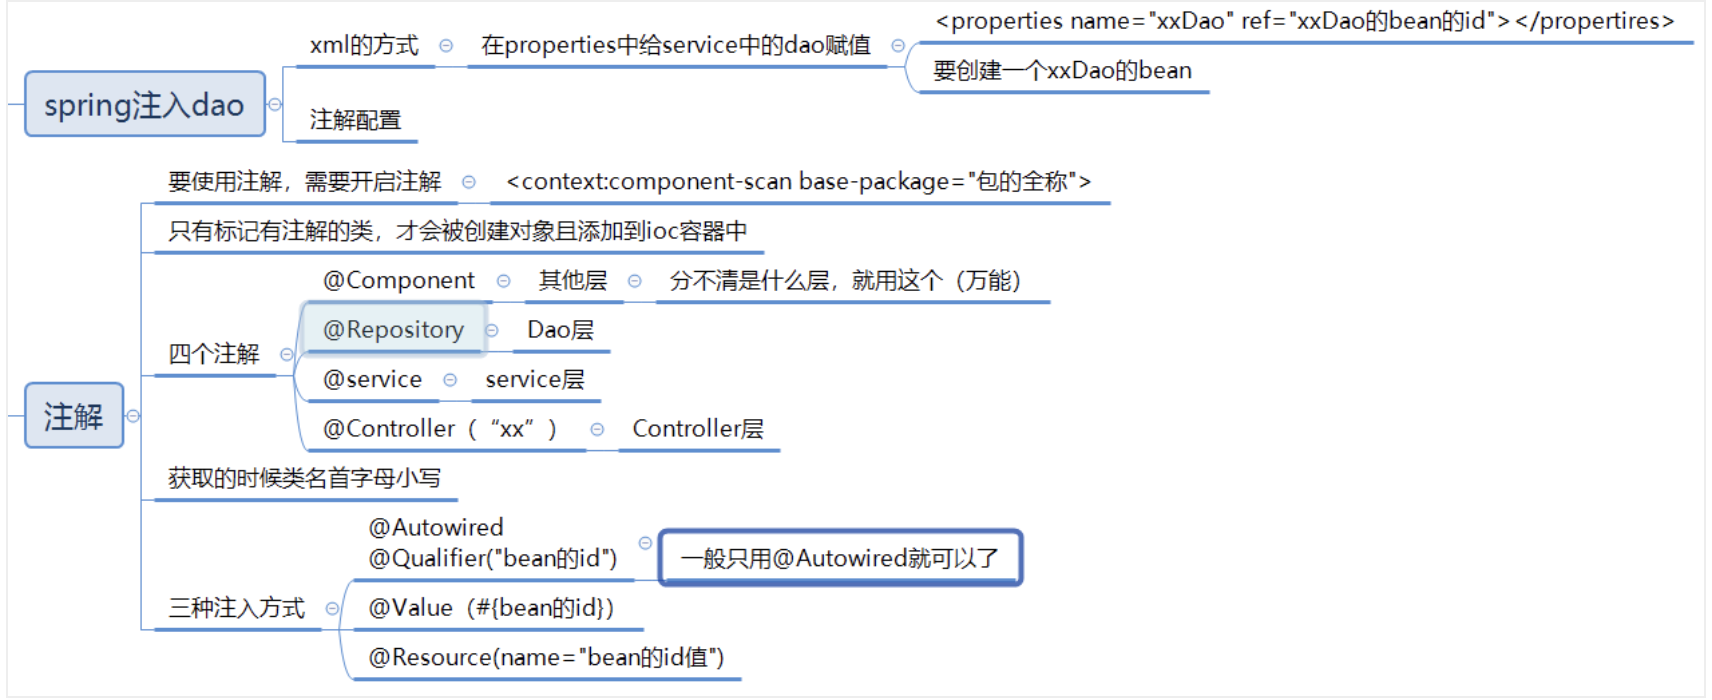 spring注入dao
xml的方式
在properties中给service中的dao赋值
<properties name="xxDao" ref="xxDao的bean的id"></propertires>
要创建一个xxDao的bean
注解配置
注解
要使用注解，需要开启注解
<context:component-scan base-package="包的全称">
只有标记有注解的类，才会被创建对象且添加到ioc容器中
四个注解
@Component
其他层
分不清是什么层，就用这个（万能）
@Repository
Dao层
@service
service层
@Controller（“xx”）
Controller层
获取的时候类名首字母小写
三种注入方式
@Autowired
@Qualifier("bean的id")
一般只用@Autowired就可以了
@Value（#{bean的id}）
@Resource(name="bean的id值")